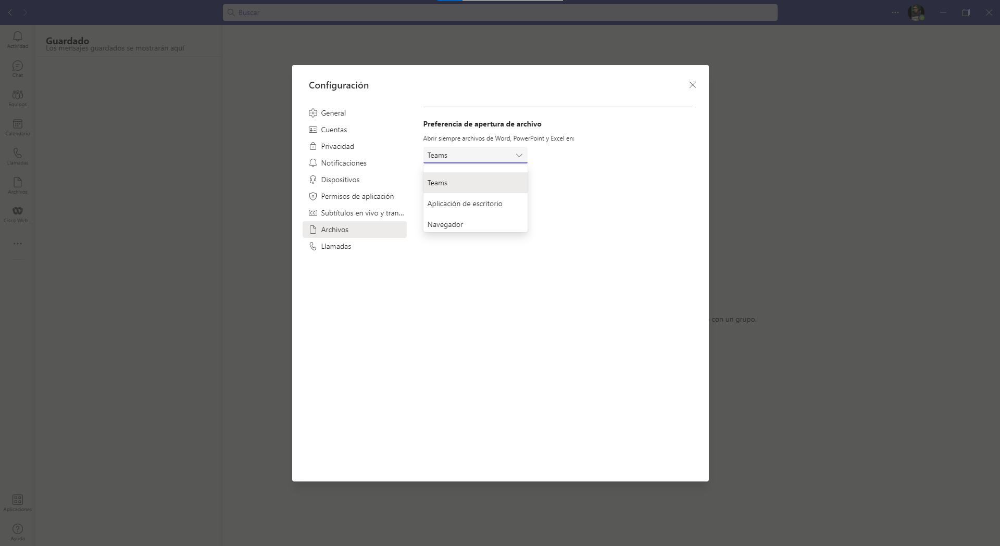 Buscar
Actividad
Chat
Equipos
Calendario
Llamadas
Archivos
Cisco Web...
Aplicaciones
Ayuda
Guardado
Los mensajes guardados se mostrarán aquí
Configuración
General
Cuentas
Privacidad
Notificaciones
Dispositivos
Permisos de aplicación
Subtítulos en vivo y tran...
Archivos
Llamadas
Preferencia de apertura de archivo
Abrir siempre archivos de Word, PowerPoint y Excel en:
Teams
Teams
Aplicación de escritorio
Navegador
con un grupo.